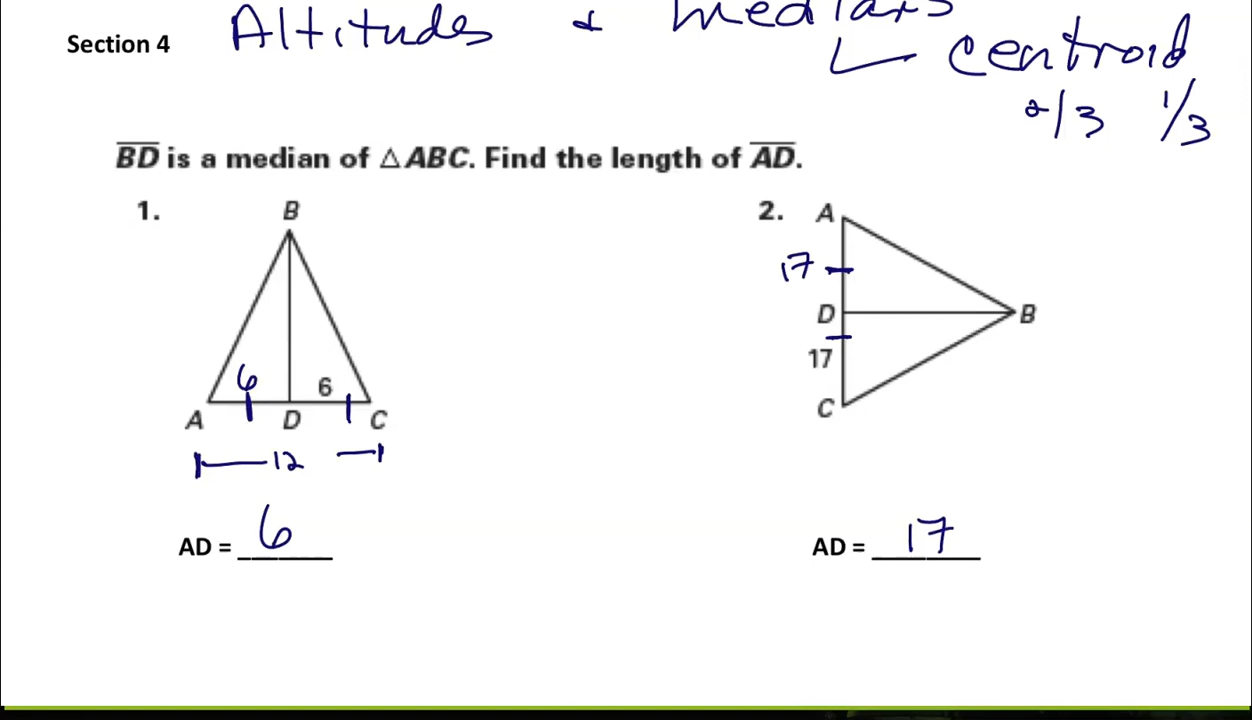 Section 4 Altitudes & medians
centroid
2/3 1/3
BD is a median of △ABC. Find the length of AD.
1. B
6 6
A D C
12
AD = 6
2. A
17
D B
17
C
AD = 17